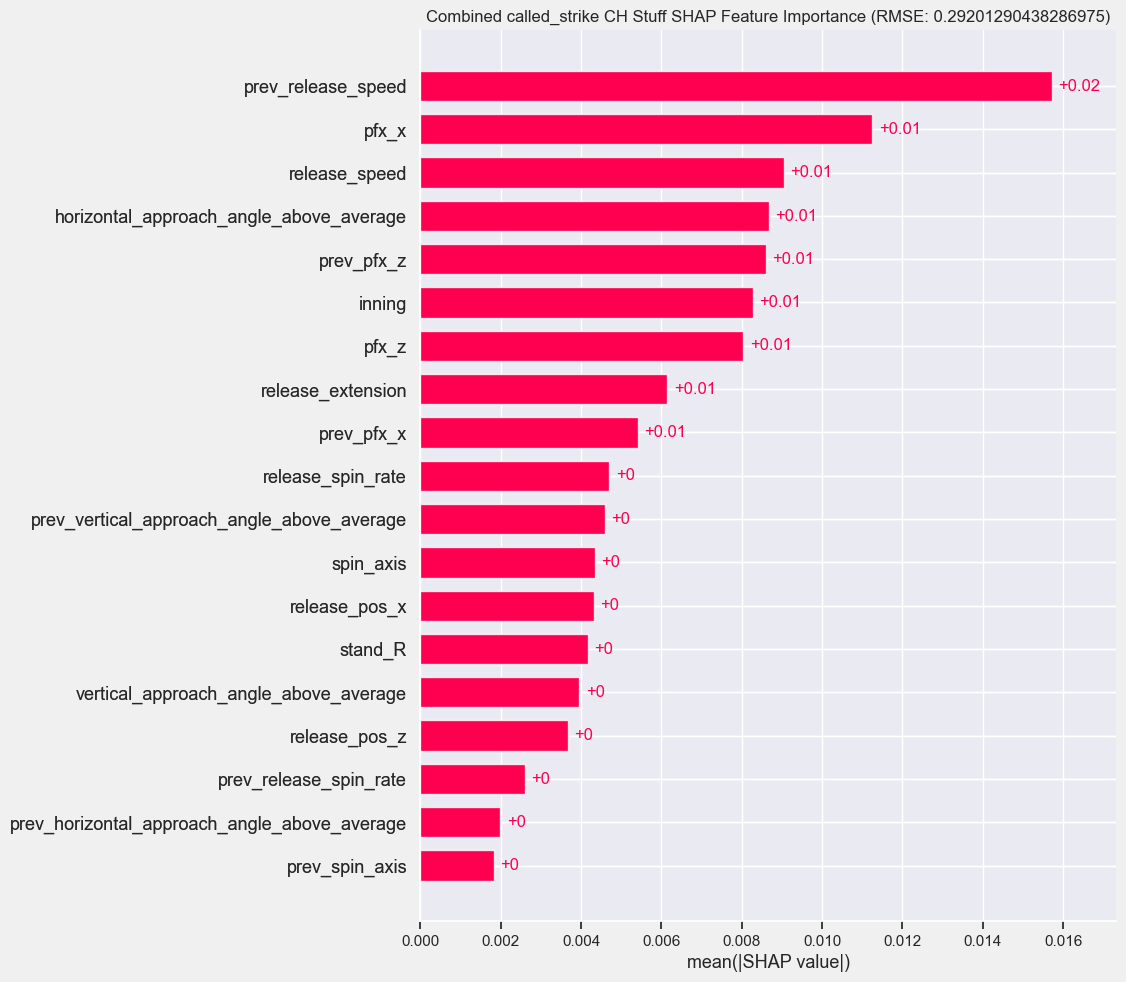 Combined called_strike CH Stuff SHAP Feature Importance (RMSE: 0.29201290438286975)
prev_release_speed +0.02
pfx_x +0.01
release_speed +0.01
horizontal_approach_angle_above_average +0.01
prev_pfx_z +0.01
inning +0.01
pfx_z +0.01
release_extension +0.01
prev_pfx_x +0.01
release_spin_rate +0
prev_vertical_approach_angle_above_average +0
spin_axis +0
release_pos_x +0
stand_R +0
vertical_approach_angle_above_average +0
release_pos_z +0
prev_release_spin_rate +0
prev_horizontal_approach_angle_above_average +0
prev_spin_axis +0
0.000 0.002 0.004 0.006 0.008 0.010 0.012 0.014 0.016
mean(|SHAP value|)